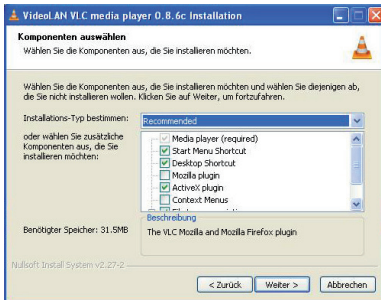 VideoLAN VLC media player 0.8.6c Installation
Komponenten auswählen
Wählen Sie die Komponenten aus, die Sie installieren möchten.
Wählen Sie die Komponenten aus, die Sie installieren möchten und wählen Sie diejenigen ab,
die Sie nicht installieren wollen. Klicken Sie auf Weiter, um fortzufahren.
Installations-Typ bestimmen:
Recommended
oder wählen Sie zusätzliche
Komponenten aus, die Sie
installieren möchten:
Media player (required)
Start Menu Shortcut
Desktop Shortcut
Mozilla plugin
ActiveX plugin
Context Menus
Benötigter Speicher: 31.5MB
Beschreibung
The VLC Mozilla and Mozilla Firefox plugin
Nullsoft Install System v2.27-2
< Zurück
Weiter >
Abbrechen